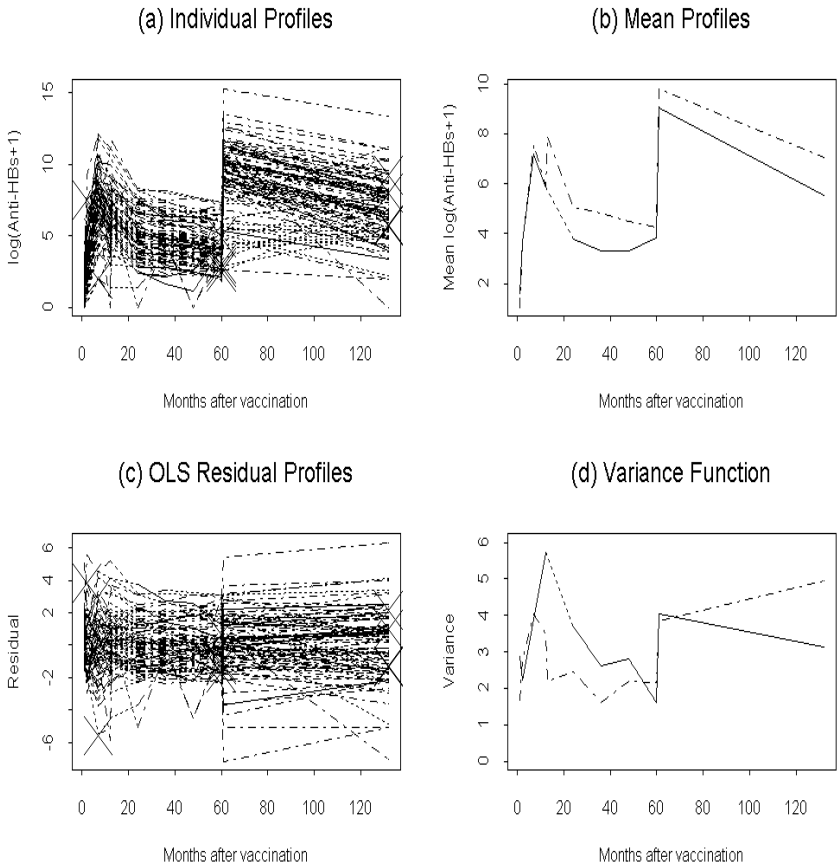 (a) Individual Profiles
log(Anti-HBs+1)
15
10
5
0
0 20 40 60 80 100 120
Months after vaccination
(b) Mean Profiles
Mean log(Anti-HBs+1)
10
8
6
4
2
0 20 40 60 80 100 120
Months after vaccination
(c) OLS Residual Profiles
Residual
6
2
-2
-6
0 20 40 60 80 100 120
Months after vaccination
(d) Variance Function
Variance
6
5
4
3
2
1
0
0 20 40 60 80 100 120
Months after vaccination